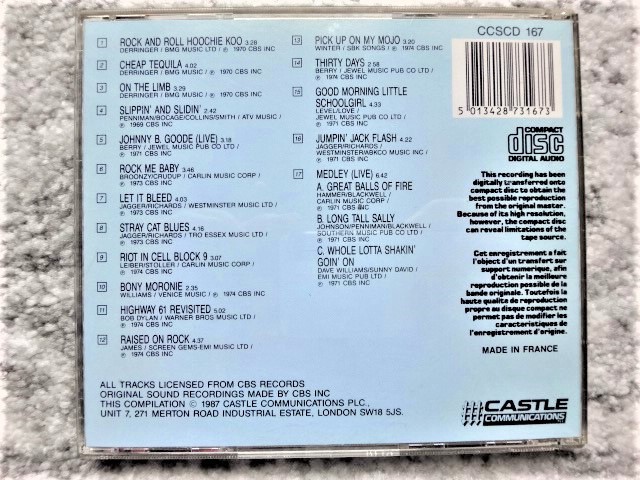 1 ROCK AND ROLL HOOCHIE KOO 3.28
DERRINGER / BMG MUSIC LTD / ℗ 1970 CBS INC
2 CHEAP TEQUILA 4.02
DERRINGER / BMG MUSIC LTD / ℗ 1970 CBS INC
3 ON THE LIMB 3.29
DERRINGER / BMG MUSIC LTD / ℗ 1970 CBS INC
4 SLIPPIN' AND SLIDIN' 2.42
PENNIMAN/BOCAGE/COLLINS/SMITH / ATV MUSIC /
℗ 1969 CBS INC
5 JOHNNY B. GOODE (LIVE) 3.18
BERRY / JEWEL MUSIC PUB CO LTD /
℗ 1971 CBS INC
6 ROCK ME BABY 3.46
BROONZY/CRUDUP / CARLIN MUSIC CORP /
℗ 1973 CBS INC
7 LET IT BLEED 4.03
JAGGER/RICHARDS / WESTMINSTER MUSIC LTD /
℗ 1973 CBS INC
8 STRAY CAT BLUES 4.16
JAGGER/RICHARDS / TRO ESSEX MUSIC LTD /
℗ 1974 CBS INC
9 RIOT IN CELL BLOCK 9 3.07
LEIBER/STOLLER / CARLIN MUSIC CORP /
℗ 1974 CBS INC
10 BONY MORONIE 2.35
WILLIAMS / VENICE MUSIC / ℗ 1974 CBS INC
11 HIGHWAY 61 REVISITED 5.02
BOB DYLAN / WARNER BROS MUSIC LTD /
℗ CBS INC
12 RAISED ON ROCK 4.37
JAMES / SCREEN GEMS-EMI MUSIC LTD /
℗ 1974 CBS INC
13 PICK UP ON MY MOJO 3.20
WINTER / SBK SONGS / ℗ 1974 CBS INC
14 THIRTY DAYS 2.58
BERRY / JEWEL MUSIC PUB CO LTD /
℗ 1974 CBS INC
15 GOOD MORNING LITTLE
SCHOOLGIRL 4.33
LEVEL/LOVE /
JEWEL MUSIC PUB CO LTD /
℗ 1971 CBS INC
16 JUMPIN' JACK FLASH 4.22
JAGGER/RICHARDS /
WESTMINSTER/ABKCO MUSIC INC /
℗ 1971 CBS INC
17 MEDLEY (LIVE) 6.42
A. GREAT BALLS OF FIRE
HAMMER/BLACKWELL /
CARLIN MUSIC CORP /
℗ 1971 CBS INC
B. LONG TALL SALLY
JOHNSON/PENNIMAN/BLACKWELL /
SOUTHERN MUSIC PUB CO LTD /
℗ 1971 CBS INC
C. WHOLE LOTTA SHAKIN'
GOIN' ON
DAVE WILLIAMS/SUNNY DAVID /
EMI MUSIC PUB LTD /
℗ 1971 CBS INC
CCSCD 167
5 013428 731673
COMPACT
disc
DIGITAL AUDIO
This recording has been
digitally transferred onto
compact disc to obtain the
best possible reproduction
from the original master.
Because of its high resolution,
however, the compact disc
can reveal limitations of the
tape source.
Cet enregistrement a fait
l'object d'un transfert sur
support numerique, afin
d'obtenir la meilleure
reproduction possible de la
bande originale. Toutefois la
haute qualite de reproduction
propre au disque compact ne
permet pas de modifier les
caracteristiques de
l'enregistrement d'origine.
MADE IN FRANCE
CASTLE
COMMUNICATIONS
ALL TRACKS LICENSED FROM CBS RECORDS
ORIGINAL SOUND RECORDINGS MADE BY CBS INC
THIS COMPILATION ℗ 1987 CASTLE COMMUNICATIONS PLC.,
UNIT 7, 271 MERTON ROAD INDUSTRIAL ESTATE, LONDON SW18 5JS.